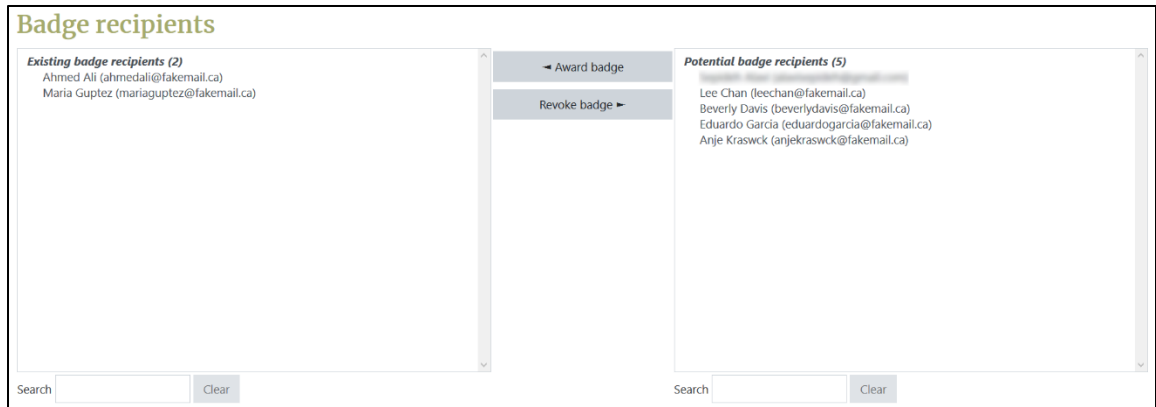 Badge recipients
Existing badge recipients (2)
Ahmed Ali (ahmedali@fakemail.ca)
Maria Guptez (mariaguptez@fakemail.ca)
Search
Clear
◄ Award badge
Revoke badge ►
Potential badge recipients (5)
Lee Chan (leechan@fakemail.ca)
Beverly Davis (beverlydavis@fakemail.ca)
Eduardo Garcia (eduardogarcia@fakemail.ca)
Anje Kraswck (anjekraswck@fakemail.ca)
Search
Clear